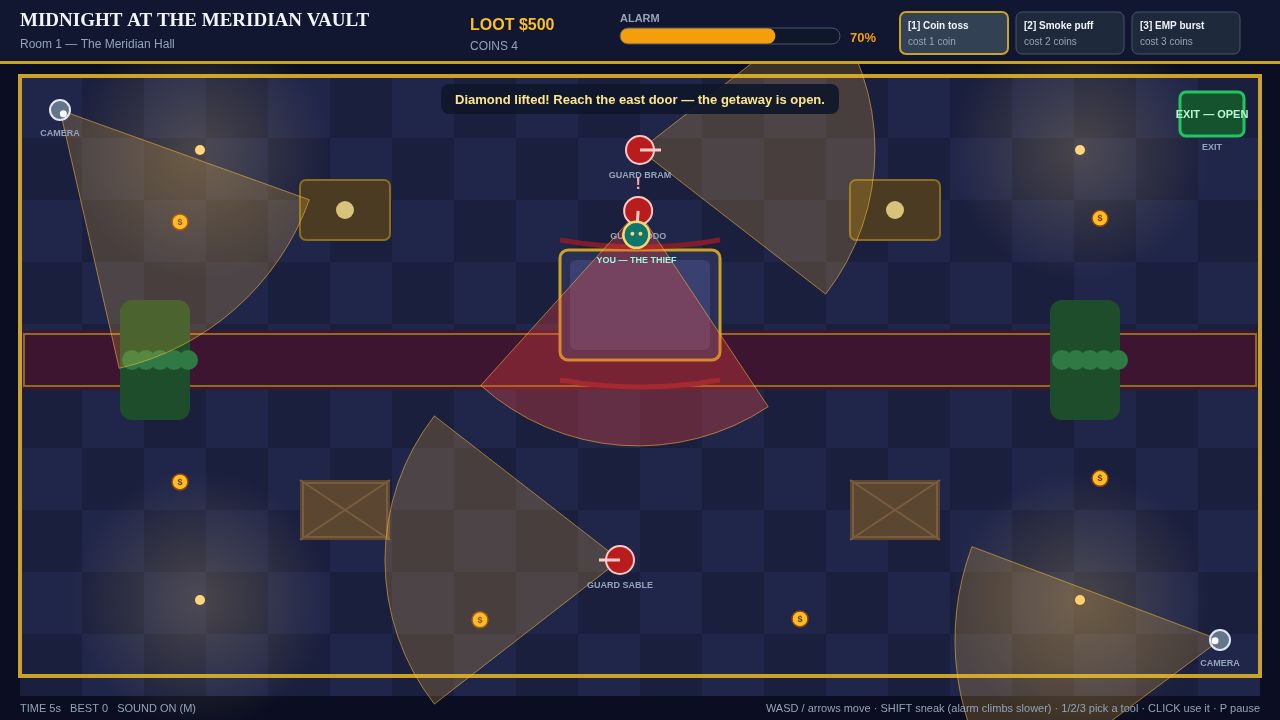 MIDNIGHT AT THE MERIDIAN VAULT
Room 1 — The Meridian Hall
LOOT $500
COINS 4
ALARM
70%
[1] Coin toss
cost 1 coin
[2] Smoke puff
cost 2 coins
[3] EMP burst
cost 3 coins
Diamond lifted! Reach the east door — the getaway is open.
CAMERA
EXIT — OPEN
EXIT
GUARD BRAM
!
YOU — THE THIEF
$
$
$
$
$
$
GUARD SABLE
CAMERA
TIME 5s BEST 0 SOUND ON (M)
WASD / arrows move · SHIFT sneak (alarm climbs slower) · 1/2/3 pick a tool · CLICK use it · P pause